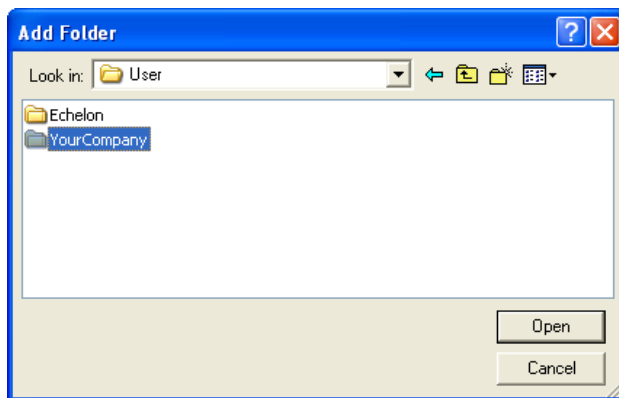 Add Folder
Look in: User
Echelon
YourCompany
Open
Cancel